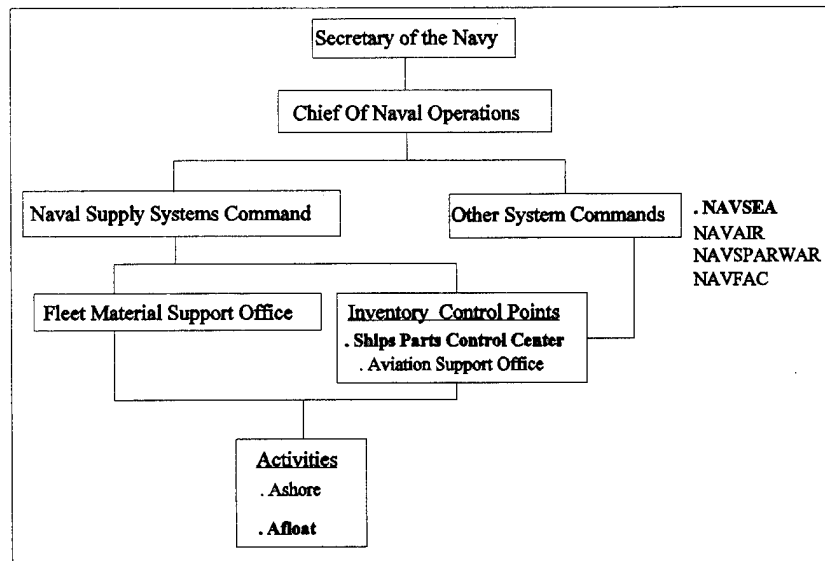 Secretary of the Navy
Chief Of Naval Operations
Naval Supply Systems Command
Other System Commands
. NAVSEA
NAVAIR
NAVSPARWAR
NAVFAC
Fleet Material Support Office
Inventory Control Points
. Ships Parts Control Center
. Aviation Support Office
Activities
. Ashore
. Afloat